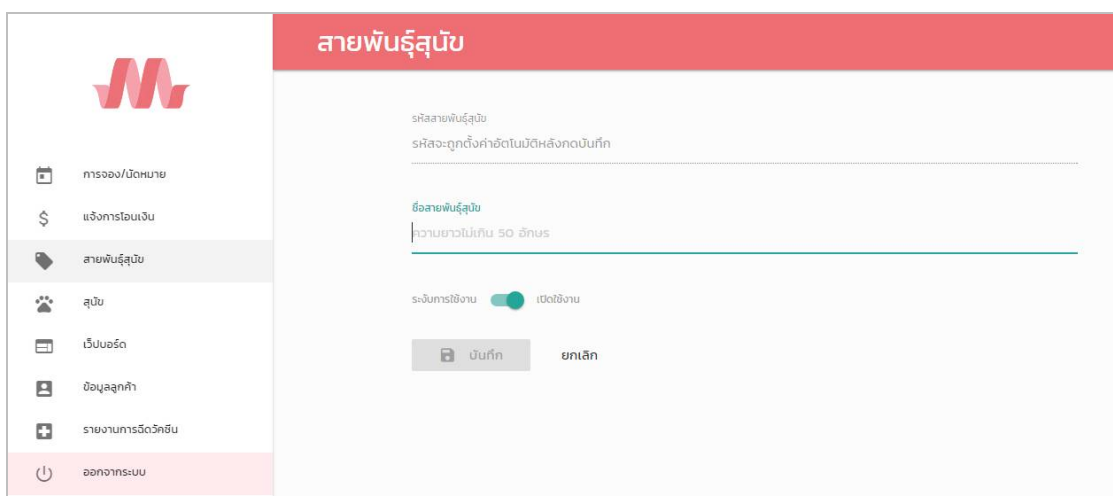 สายพันธุ์สุนัข
การจอง/นัดหมาย
แจ้งการโอนเงิน
สายพันธุ์สุนัข
สุนัข
เว็ปบอร์ด
ข้อมูลลูกค้า
รายงานการฉีดวัคซีน
ออกจากระบบ
รหัสสายพันธุ์สุนัข
รหัสจะถูกตั้งค่าอัตโนมัติหลังกดบันทึก
ชื่อสายพันธุ์สุนัข
ความยาวไม่เกิน 50 อักษร
ระงับการใช้งาน เปิดใช้งาน
บันทึก ยกเลิก